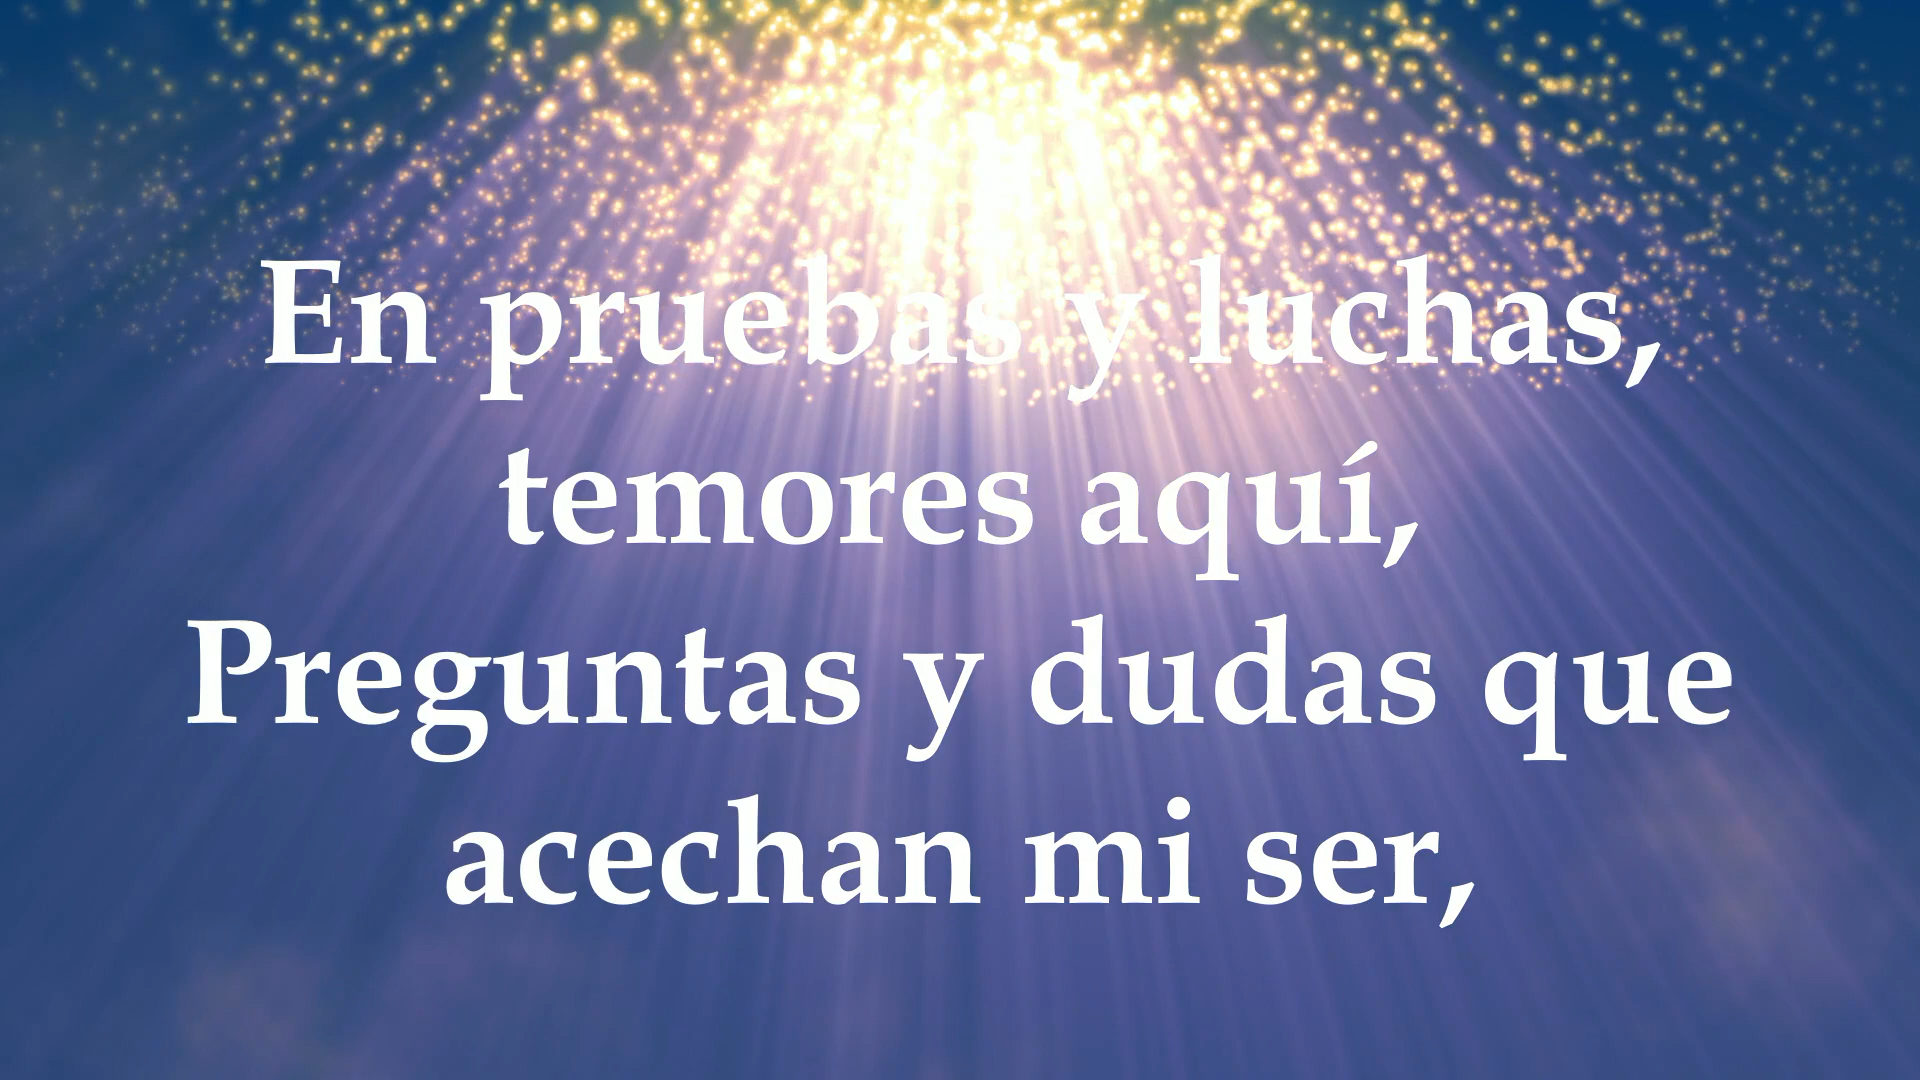 En pruebas y luchas,
temores aquí,
Preguntas y dudas que
acechan mi ser,